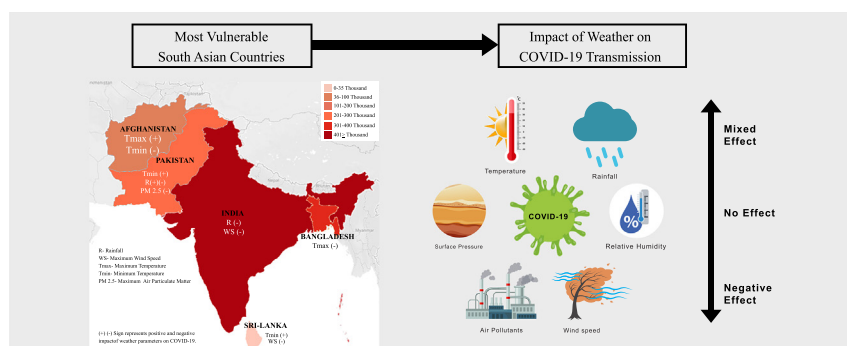 Most Vulnerable
South Asian Countries
Impact of Weather on
COVID-19 Transmission
0-35 Thousand
36-100 Thousand
101-200 Thousand
201-300 Thousand
301-400 Thousand
401> Thousand
AFGHANISTAN
Tmax (+)
Tmin (-)
PAKISTAN
Tmin (+)
R(+)(-)
PM 2.5 (-)
INDIA
R (-)
WS (-)
BANGLADESH
Tmax (-)
SRI-LANKA
Tmin (+)
WS (-)
R- Rainfall
WS- Maximum Wind Speed
Tmax- Maximum Temperature
Tmin- Minimum Temperature
PM 2.5- Maximum Air Particulate Matter
(+) (-) Sign represents positive and negative
impactof weather parameters on COVID-19.
Temperature
Rainfall
Surface Pressure
COVID-19
%
Relative Humidity
Air Pollutants
Wind speed
Mixed
Effect
No Effect
Negative
Effect